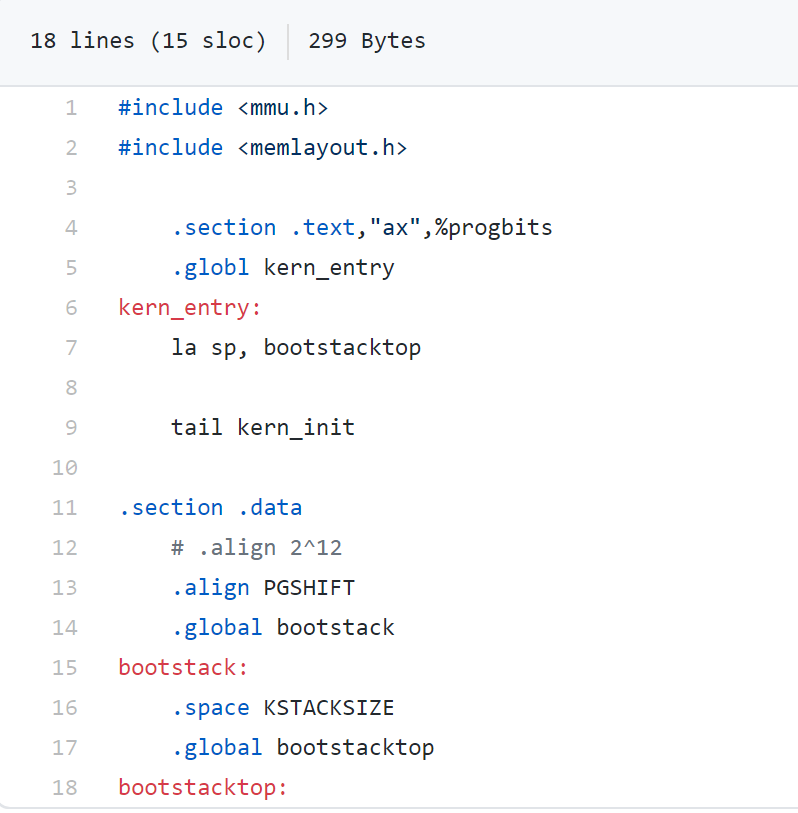 18 lines (15 sloc) 299 Bytes
1 #include <mmu.h>
2 #include <memlayout.h>
3
4 .section .text,"ax",%progbits
5 .globl kern_entry
6 kern_entry:
7 la sp, bootstacktop
8
9 tail kern_init
10
11 .section .data
12 # .align 2^12
13 .align PGSHIFT
14 .global bootstack
15 bootstack:
16 .space KSTACKSIZE
17 .global bootstacktop
18 bootstacktop: